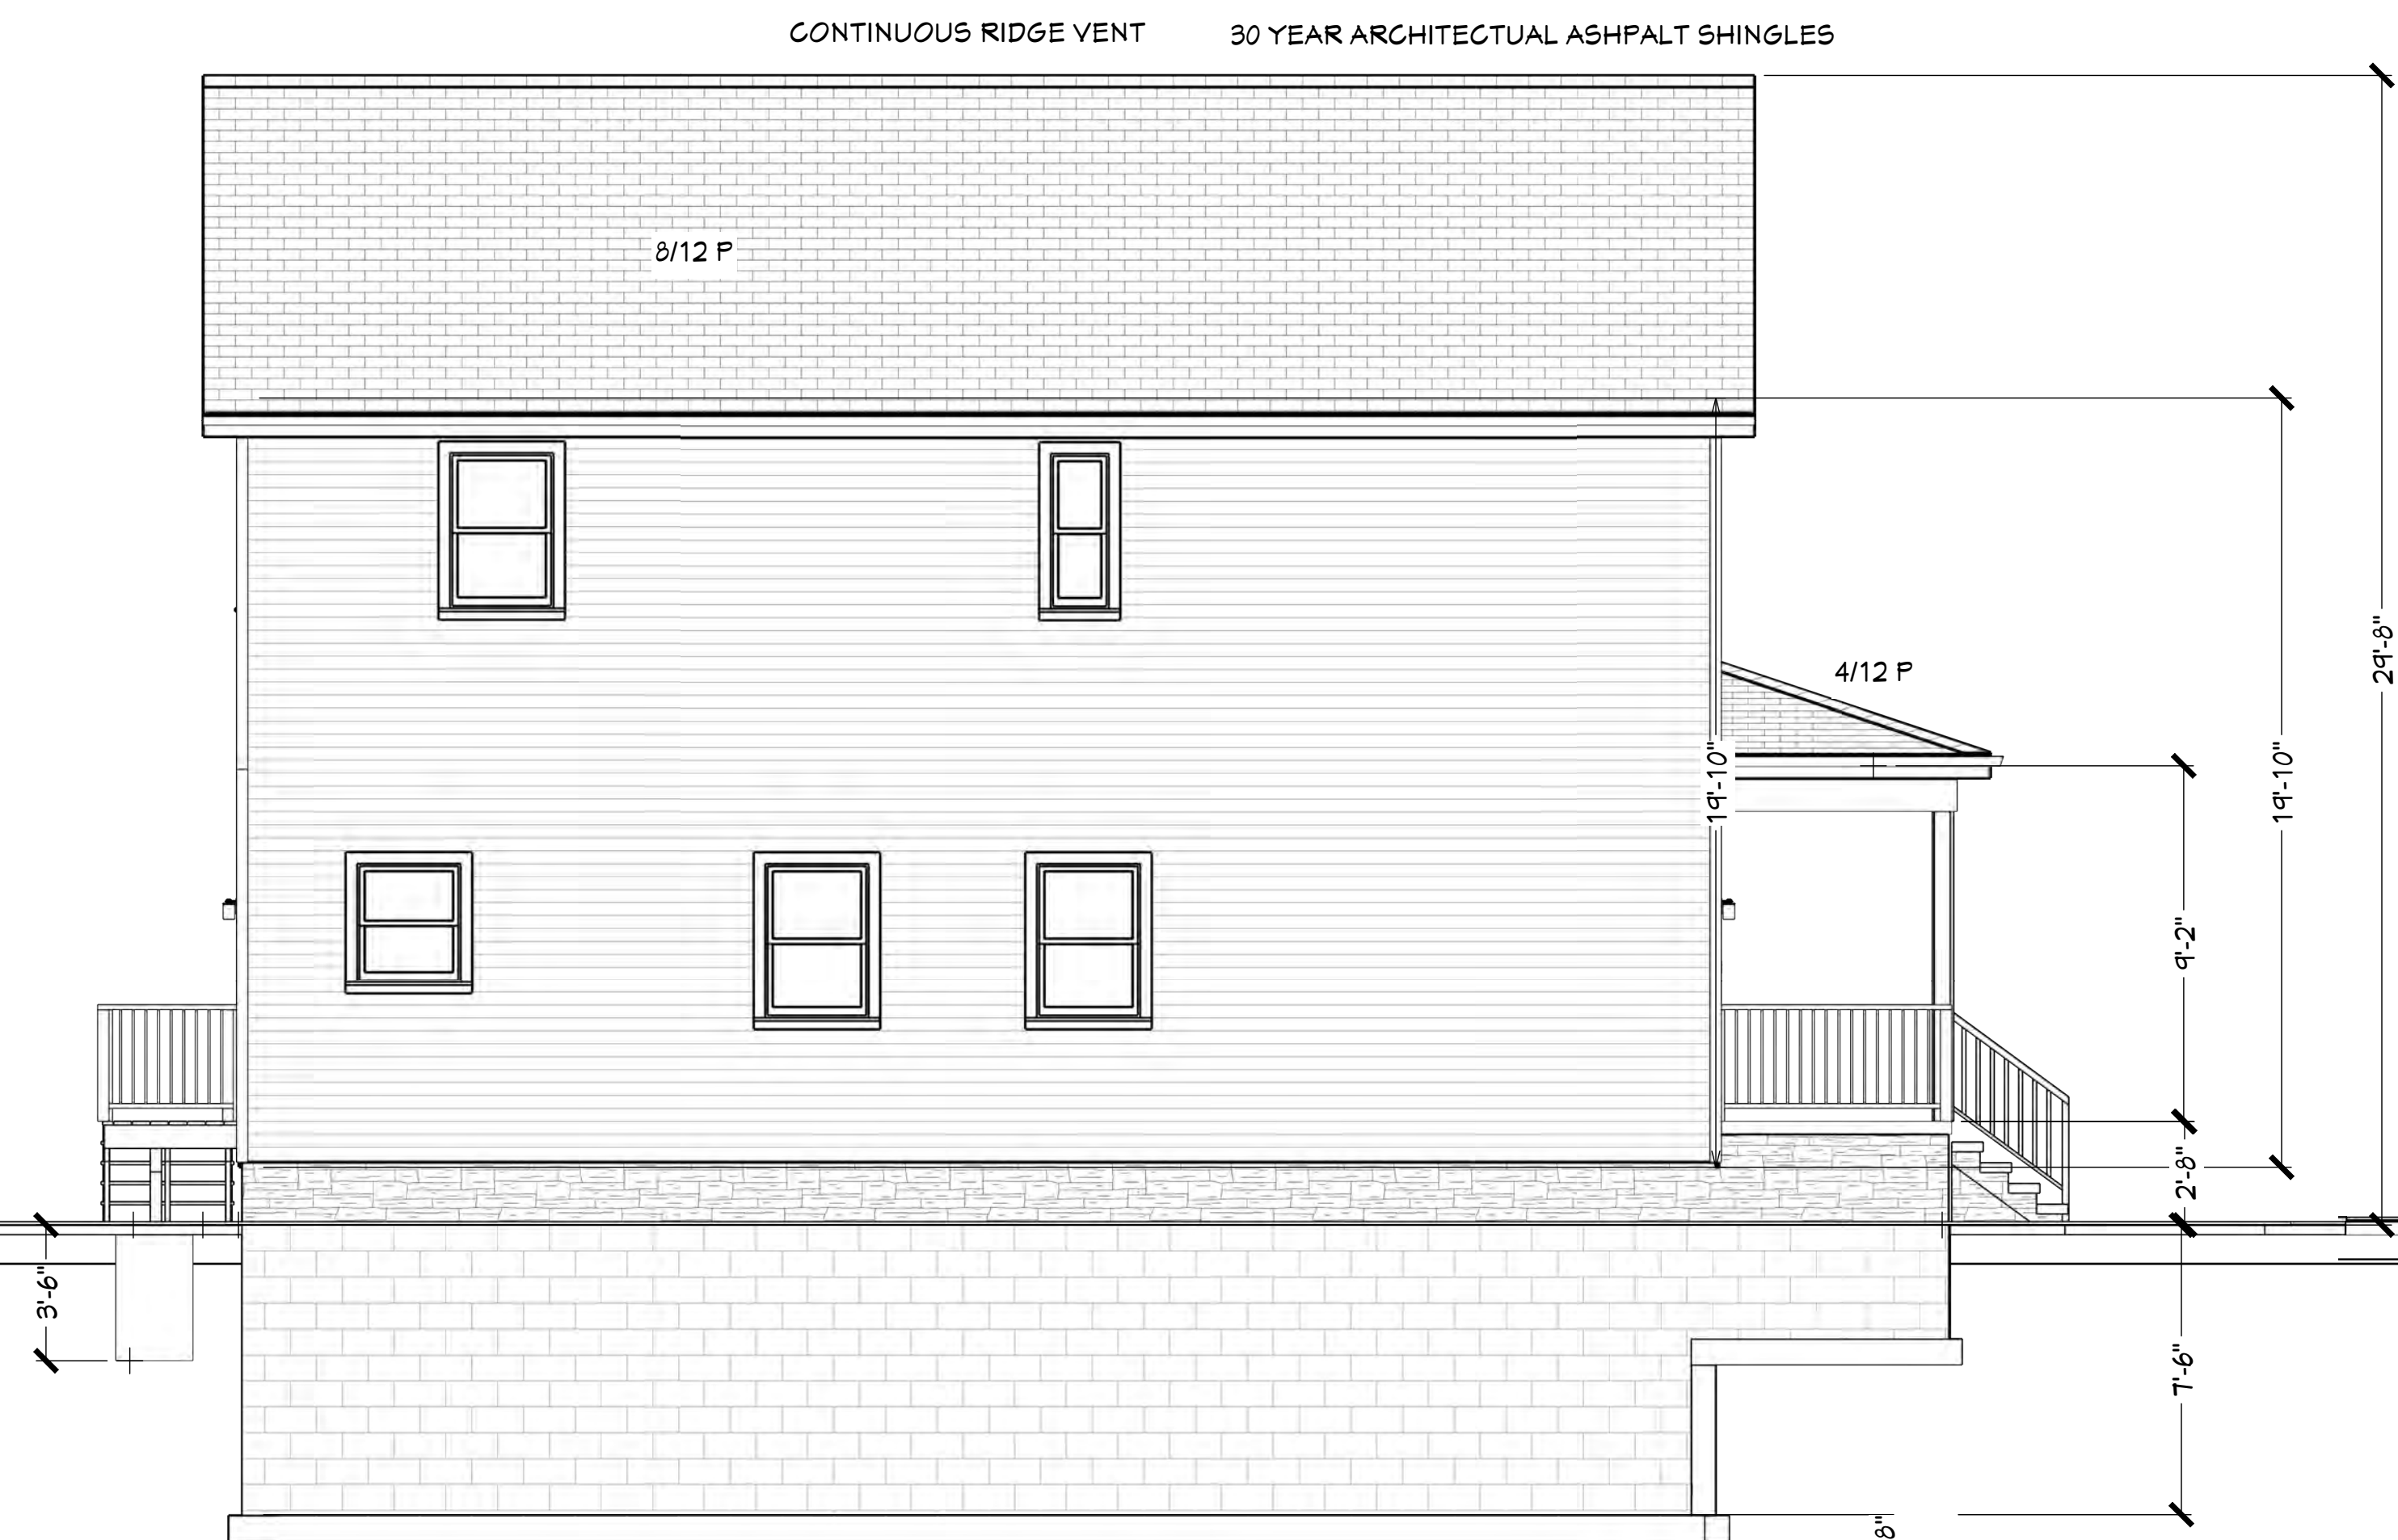 CONTINUOUS RIDGE VENT
30 YEAR ARCHITECTUAL ASHPALT SHINGLES
8/12 P
29'-8"
4/12 P
19'-10"
19'-10"
9'-2"
2'-8"
3'-6"
7'-6"
8"